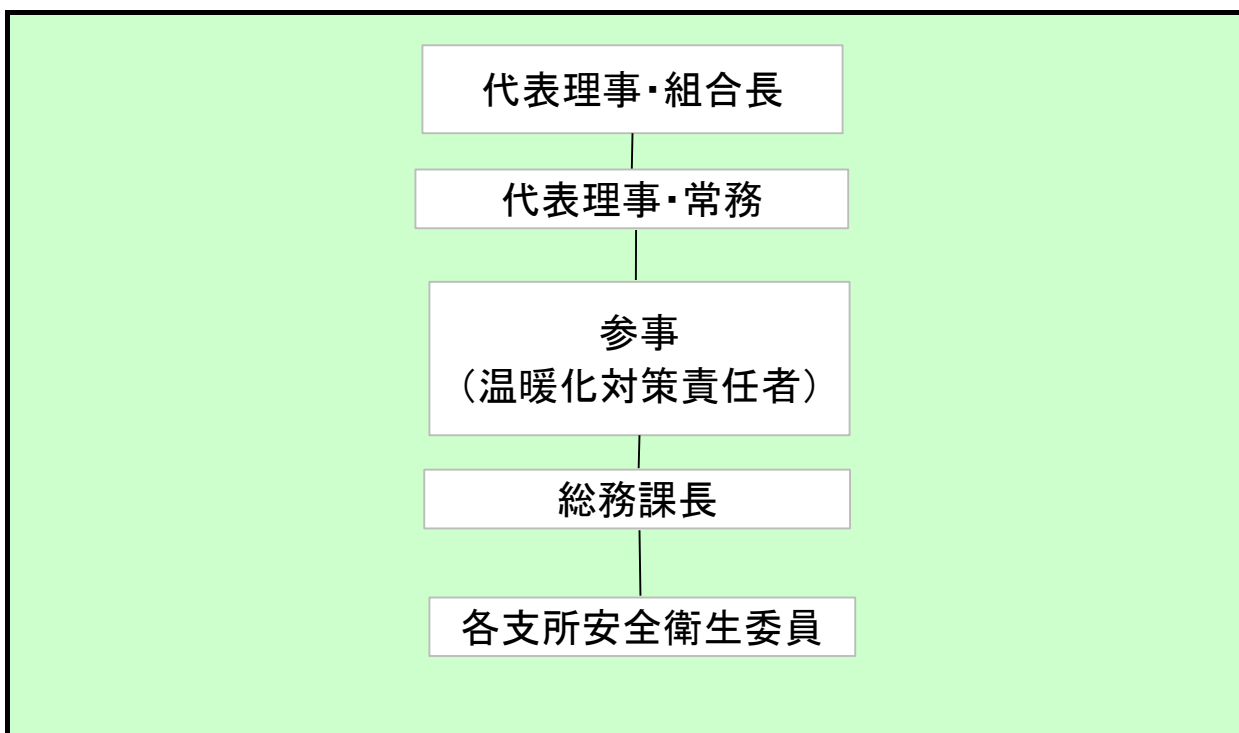 代表理事･組合長
代表理事･常務
参事
（温暖化対策責任者）
総務課長
各支所安全衛生委員